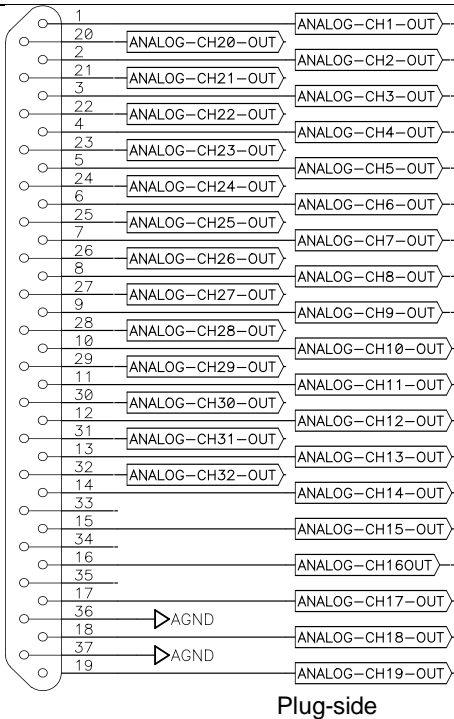 1 ANALOG-CH1-OUT
20 ANALOG-CH20-OUT
2 ANALOG-CH2-OUT
21 ANALOG-CH21-OUT
3 ANALOG-CH3-OUT
22 ANALOG-CH22-OUT
4 ANALOG-CH4-OUT
23 ANALOG-CH23-OUT
5 ANALOG-CH5-OUT
24 ANALOG-CH24-OUT
6 ANALOG-CH6-OUT
25 ANALOG-CH25-OUT
7 ANALOG-CH7-OUT
26 ANALOG-CH26-OUT
8 ANALOG-CH8-OUT
27 ANALOG-CH27-OUT
9 ANALOG-CH9-OUT
28 ANALOG-CH28-OUT
10 ANALOG-CH10-OUT
29 ANALOG-CH29-OUT
11 ANALOG-CH11-OUT
30 ANALOG-CH30-OUT
12 ANALOG-CH12-OUT
31 ANALOG-CH31-OUT
13 ANALOG-CH13-OUT
32 ANALOG-CH32-OUT
14 ANALOG-CH14-OUT
33
15 ANALOG-CH15-OUT
34
16 ANALOG-CH16OUT
35
17 ANALOG-CH17-OUT
36 AGND
18 ANALOG-CH18-OUT
37 AGND
19 ANALOG-CH19-OUT
Plug-side